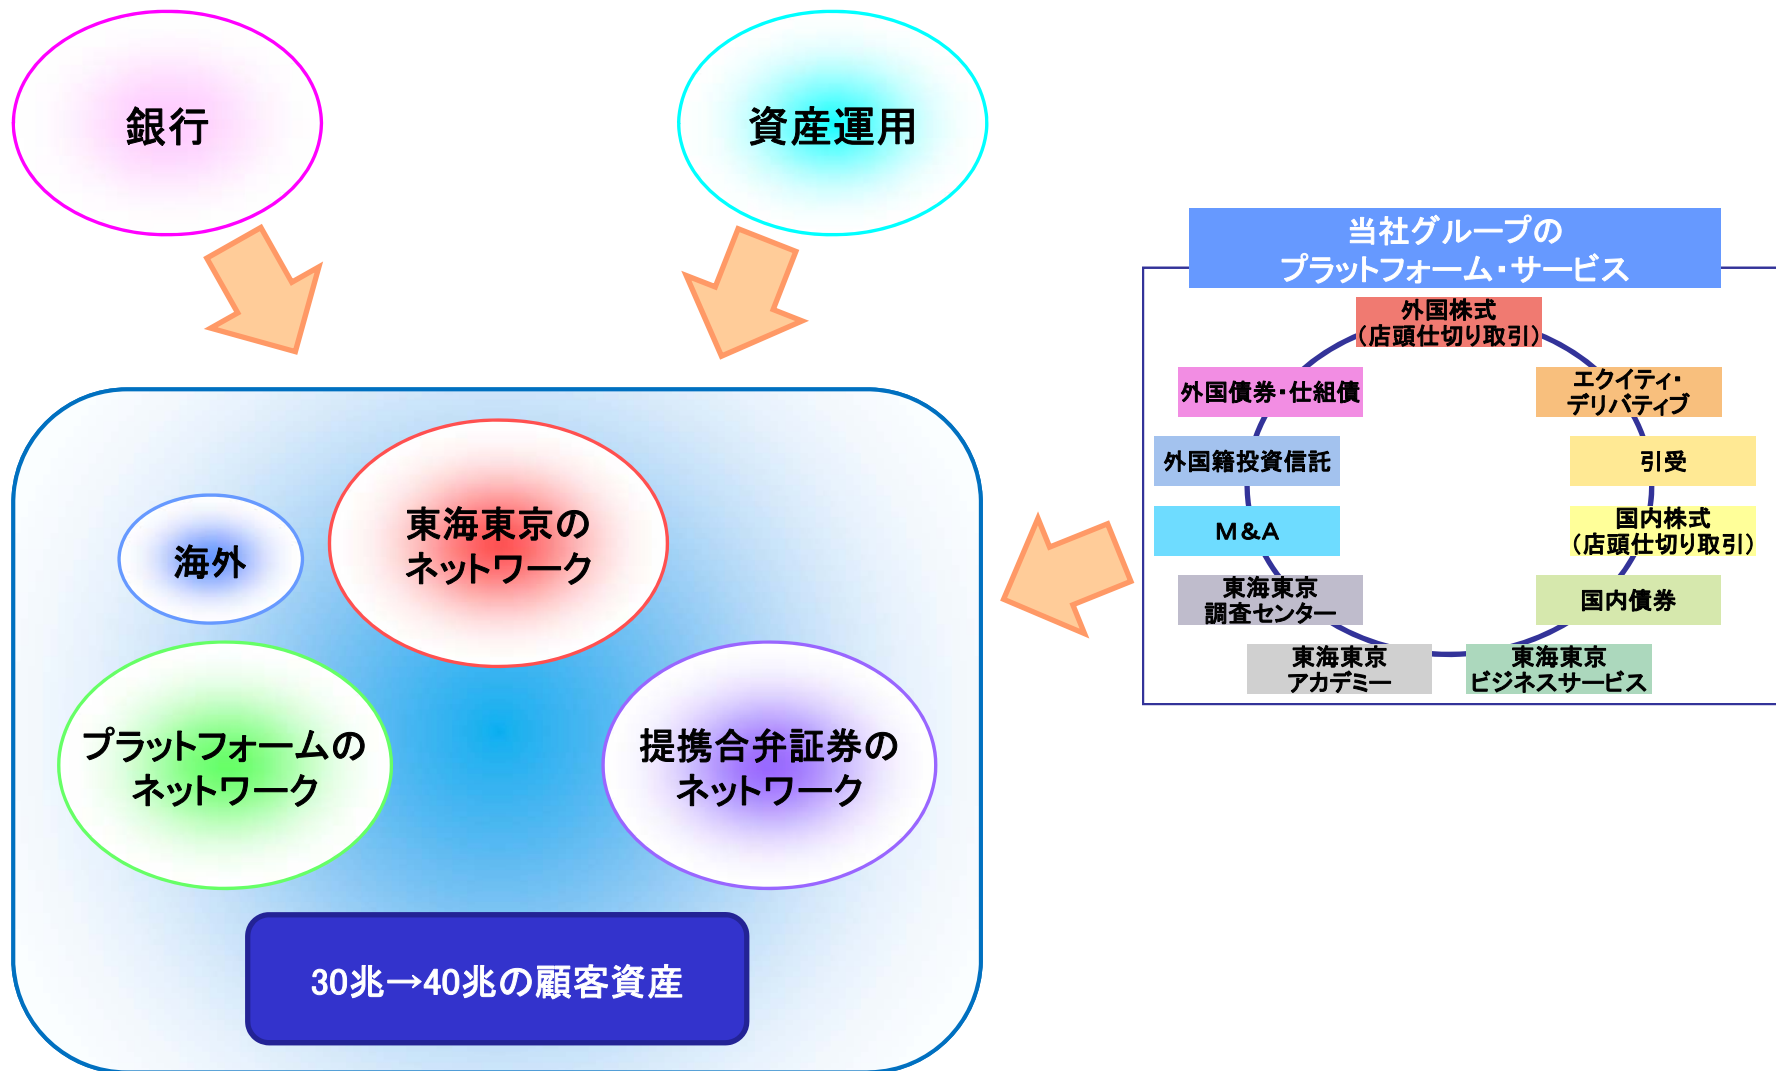 銀行
資産運用
当社グループの
プラットフォーム・サービス
外国株式
（店頭仕切り取引）
外国債券・仕組債
エクイティ・
デリバティブ
外国籍投資信託
引受
M&A
国内株式
（店頭仕切り取引）
東海東京
調査センター
国内債券
東海東京
アカデミー
東海東京
ビジネスサービス
東海東京の
ネットワーク
海外
プラットフォームの
ネットワーク
提携合弁証券の
ネットワーク
30兆→40兆の顧客資産